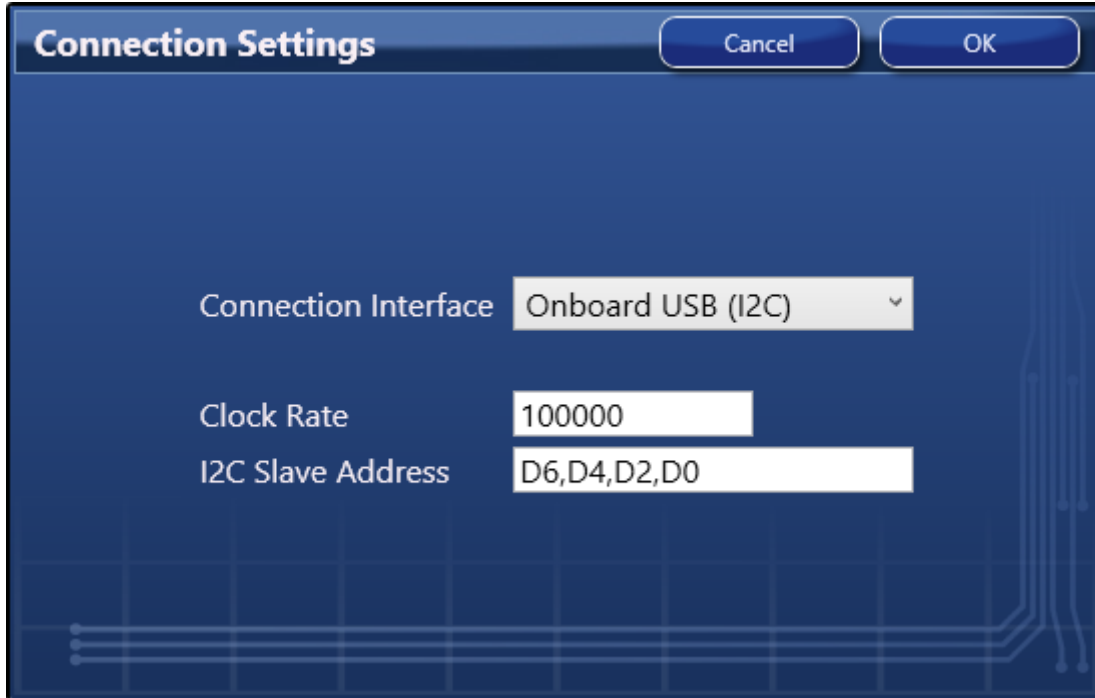 Connection Settings Cancel OK
Connection Interface Onboard USB (I2C)
Clock Rate 100000
I2C Slave Address D6,D4,D2,D0